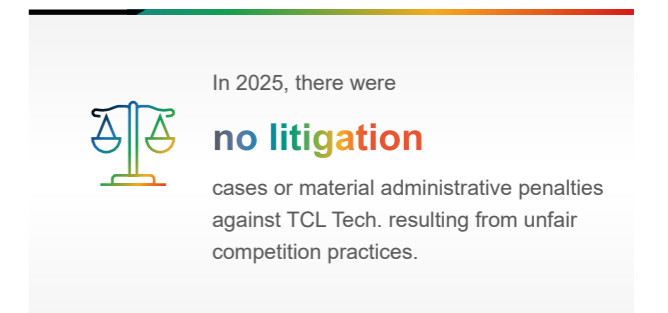 In 2025, there were
no litigation
cases or material administrative penalties
against TCL Tech. resulting from unfair
competition practices.